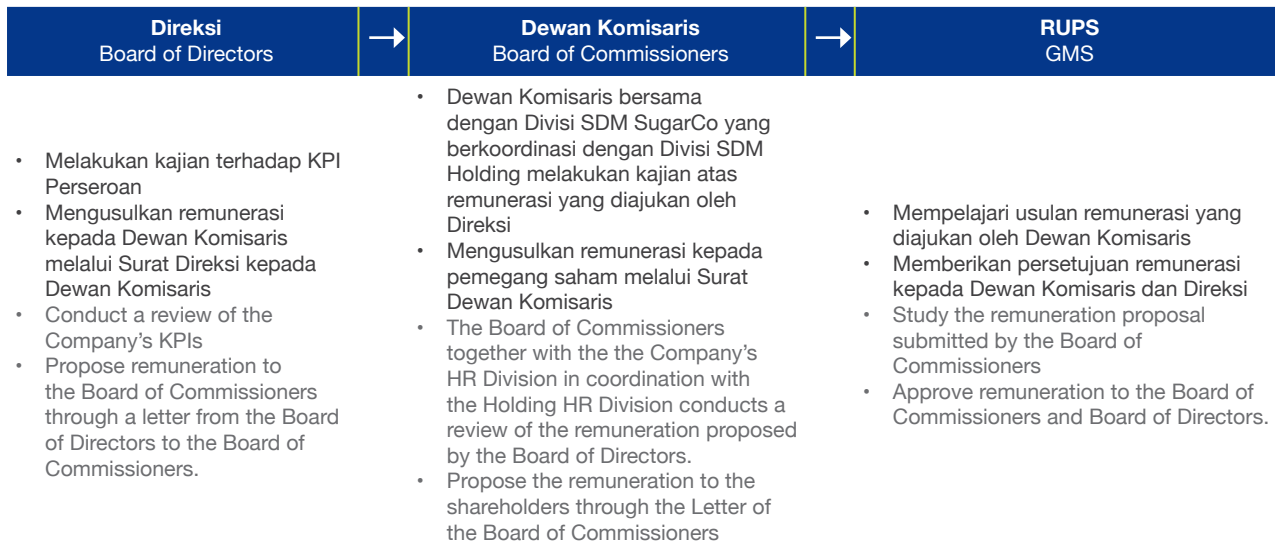 Direksi
Board of Directors
→
Dewan Komisaris
Board of Commissioners
→
RUPS
GMS
• Melakukan kajian terhadap KPI
Perseroan
• Mengusulkan remunerasi
kepada Dewan Komisaris
melalui Surat Direksi kepada
Dewan Komisaris
• Conduct a review of the
Company’s KPIs
• Propose remuneration to
the Board of Commissioners
through a letter from the Board
of Directors to the Board of
Commissioners.
• Dewan Komisaris bersama
dengan Divisi SDM SugarCo yang
berkoordinasi dengan Divisi SDM
Holding melakukan kajian atas
remunerasi yang diajukan oleh
Direksi
• Mengusulkan remunerasi kepada
pemegang saham melalui Surat
Dewan Komisaris
• The Board of Commissioners
together with the the Company’s
HR Division in coordination with
the Holding HR Division conducts a
review of the remuneration proposed
by the Board of Directors.
• Propose the remuneration to the
shareholders through the Letter of
the Board of Commissioners
• Mempelajari usulan remunerasi yang
diajukan oleh Dewan Komisaris
• Memberikan persetujuan remunerasi
kepada Dewan Komisaris dan Direksi
• Study the remuneration proposal
submitted by the Board of
Commissioners
• Approve remuneration to the Board of
Commissioners and Board of Directors.